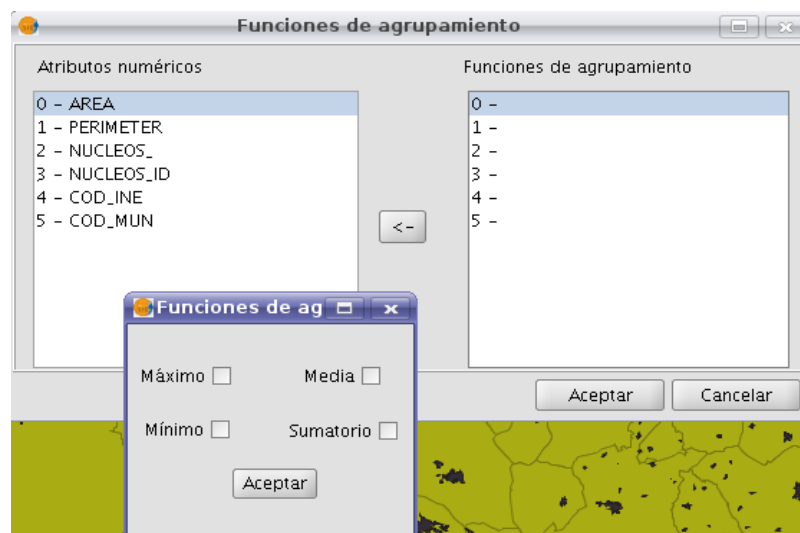 Funciones de agrupamiento
Atributos numéricos
Funciones de agrupamiento
0 - AREA
1 - PERIMETER
2 - NUCLEOS_
3 - NUCLEOS_ID
4 - COD_INE
5 - COD_MUN
<-
0 -
1 -
2 -
3 -
4 -
5 -
Aceptar
Cancelar
Funciones de ag
Máximo
Media
Mínimo
Sumatorio
Aceptar